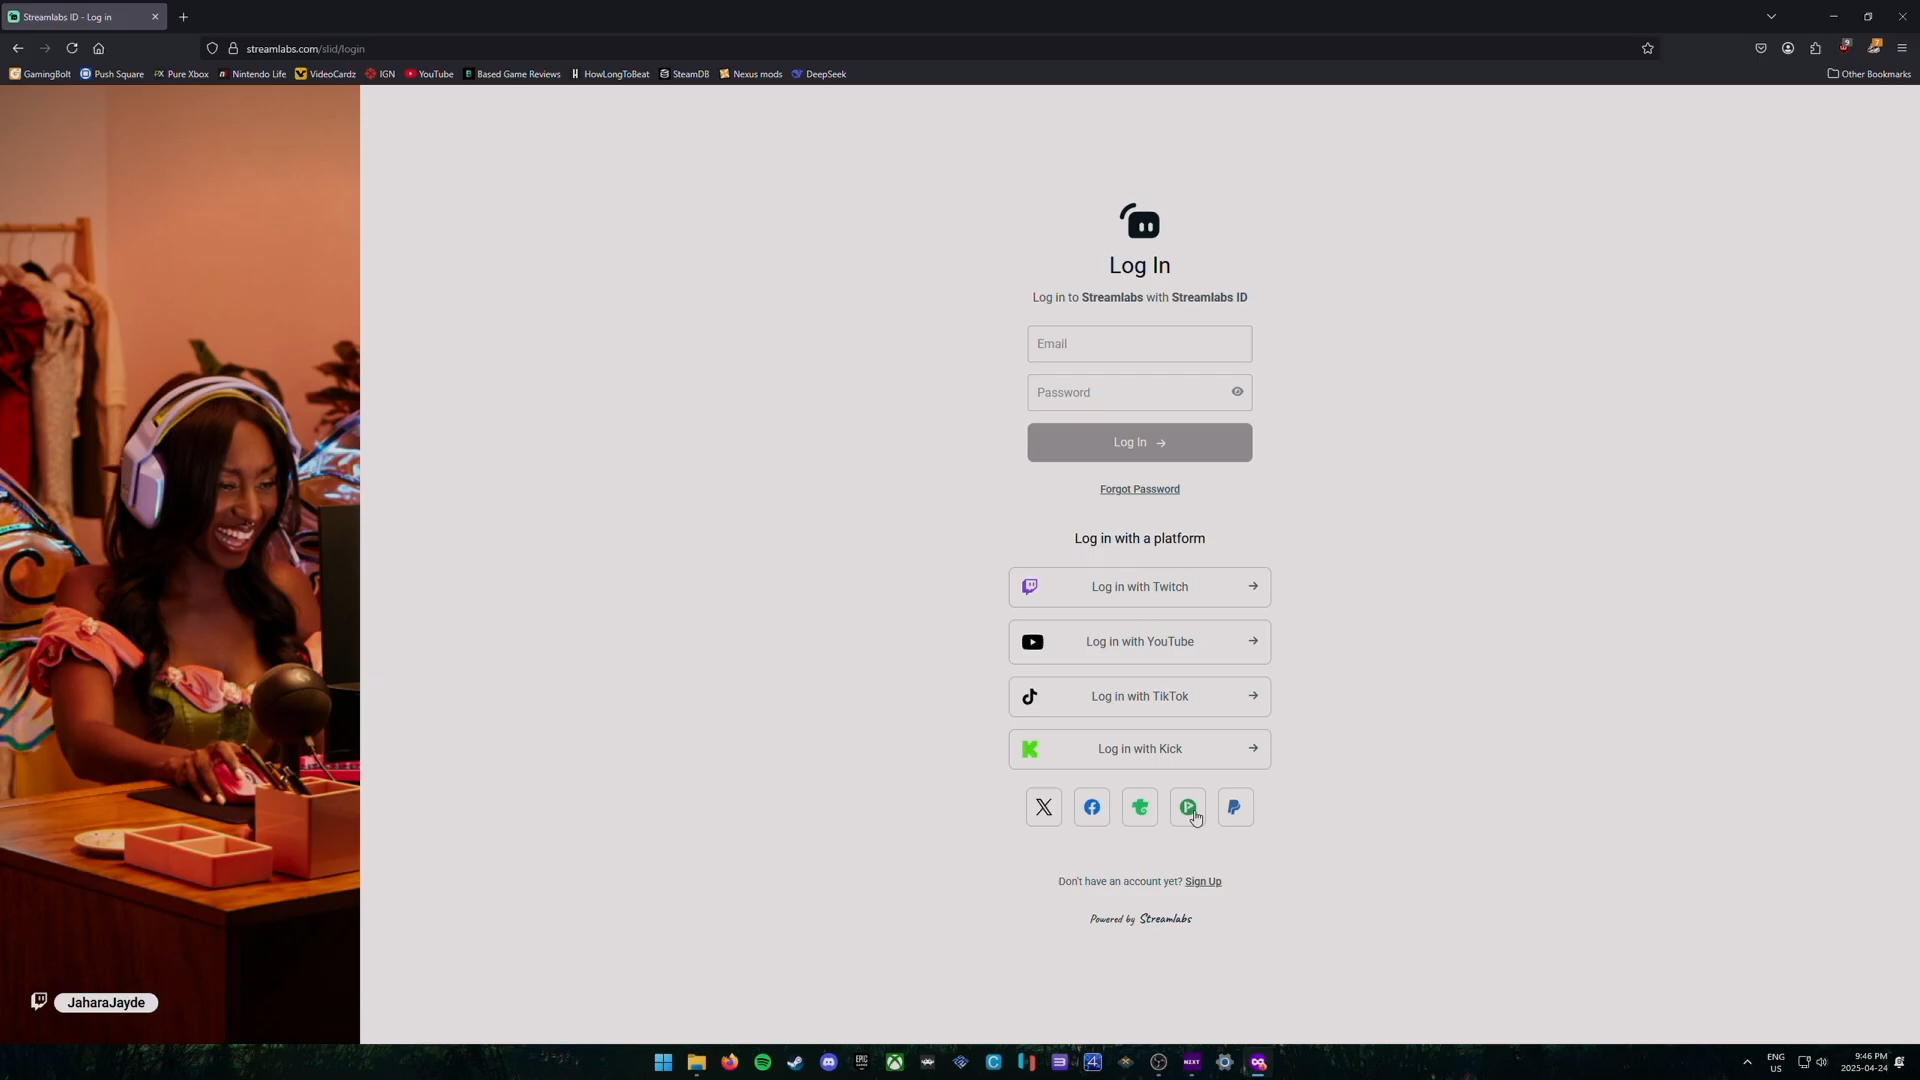 Streamlabs ID - Log in
streamlabs.com/slid/login
GamingBolt Push Square Pure Xbox Nintendo Life VideoCardz IGN YouTube Based Game Reviews HowLongToBeat SteamDB Nexus mods DeepSeek Other Bookmarks
Log In
Log in to Streamlabs with Streamlabs ID
Email
Password
Log In →
Forgot Password
Log in with a platform
Log in with Twitch →
Log in with YouTube →
Log in with TikTok →
Log in with Kick →
Don't have an account yet? Sign Up
Powered by Streamlabs
JaharaJayde
ENG
US
9:46 PM
2025-04-24